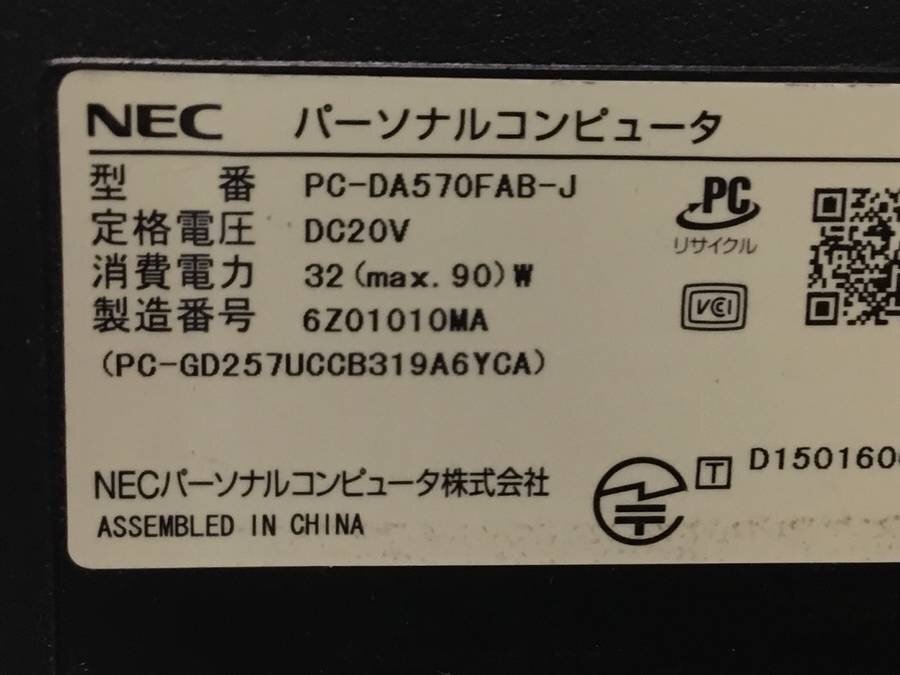 NEC パーソナルコンピュータ
型 番 PC-DA570FAB-J
定格電圧 DC20V
消費電力 32(max.90)W
製造番号 6Z01010MA
(PC-GD257UCCB319A6YCA)
PC
リサイクル
VCCI
NECパーソナルコンピュータ株式会社
ASSEMBLED IN CHINA
T D150160